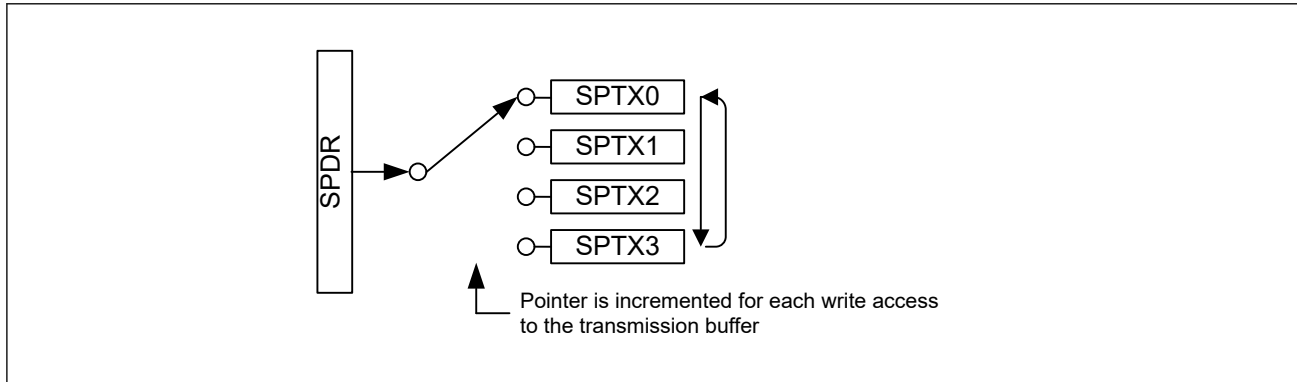 SPDR
SPTX0
SPTX1
SPTX2
SPTX3
Pointer is incremented for each write access
to the transmission buffer